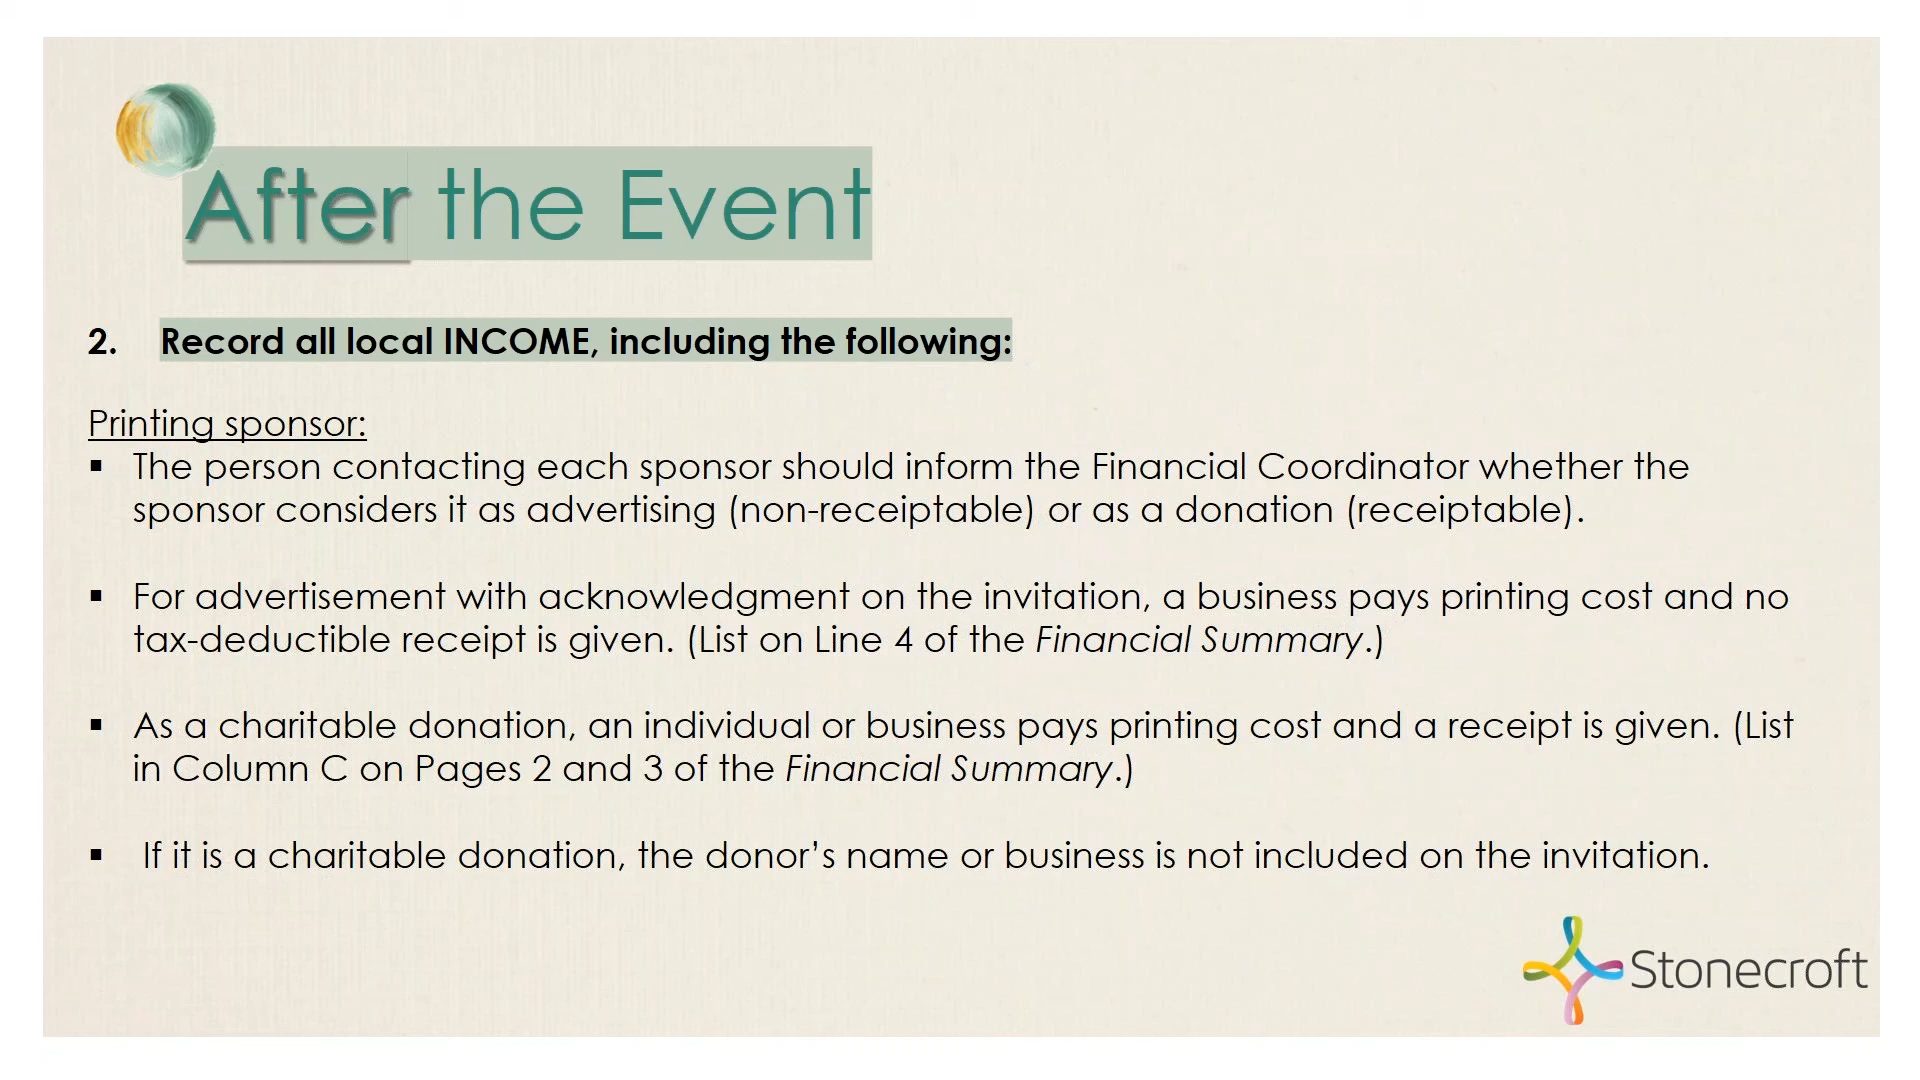 After the Event
2. Record all local INCOME, including the following:
Printing sponsor:
▪ The person contacting each sponsor should inform the Financial Coordinator whether the
sponsor considers it as advertising (non-receiptable) or as a donation (receiptable).
▪ For advertisement with acknowledgment on the invitation, a business pays printing cost and no
tax-deductible receipt is given. (List on Line 4 of the Financial Summary.)
▪ As a charitable donation, an individual or business pays printing cost and a receipt is given. (List
in Column C on Pages 2 and 3 of the Financial Summary.)
▪ If it is a charitable donation, the donor’s name or business is not included on the invitation.
Stonecroft